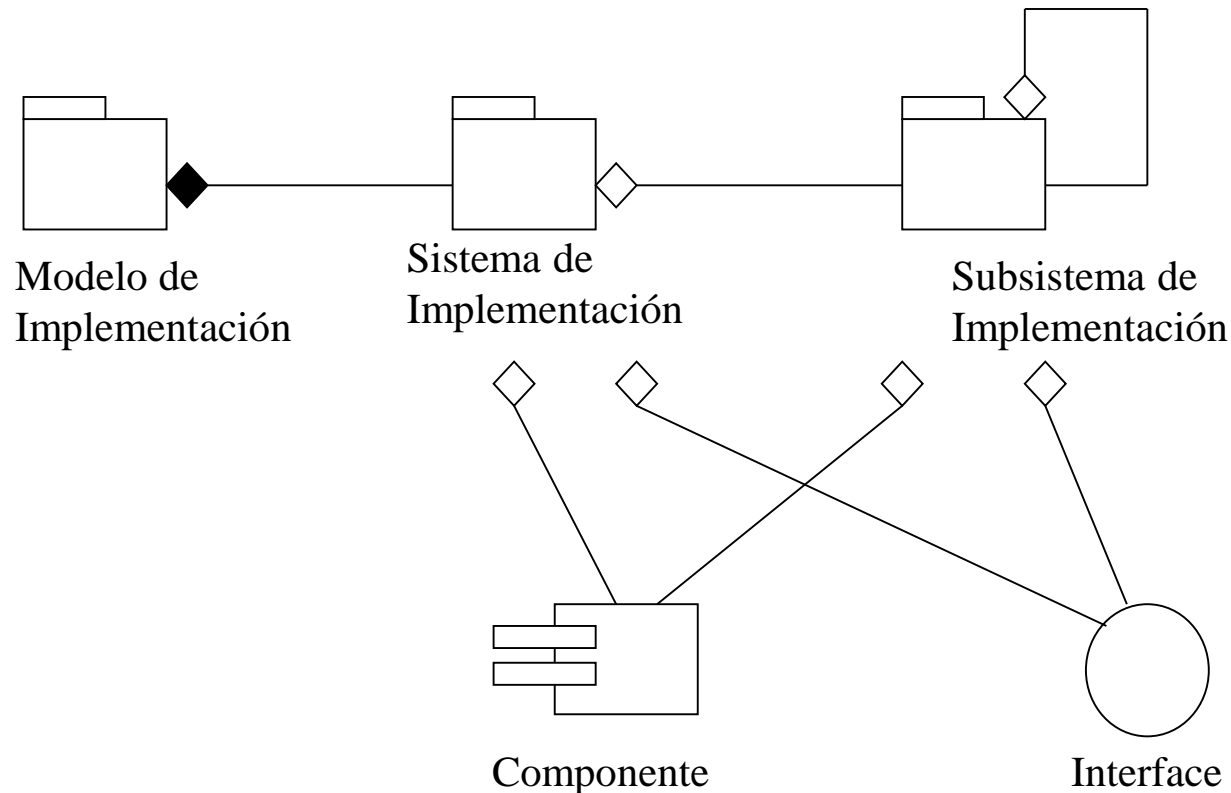 Modelo de
Implementación
Sistema de
Implementación
Subsistema de
Implementación
Componente
Interface